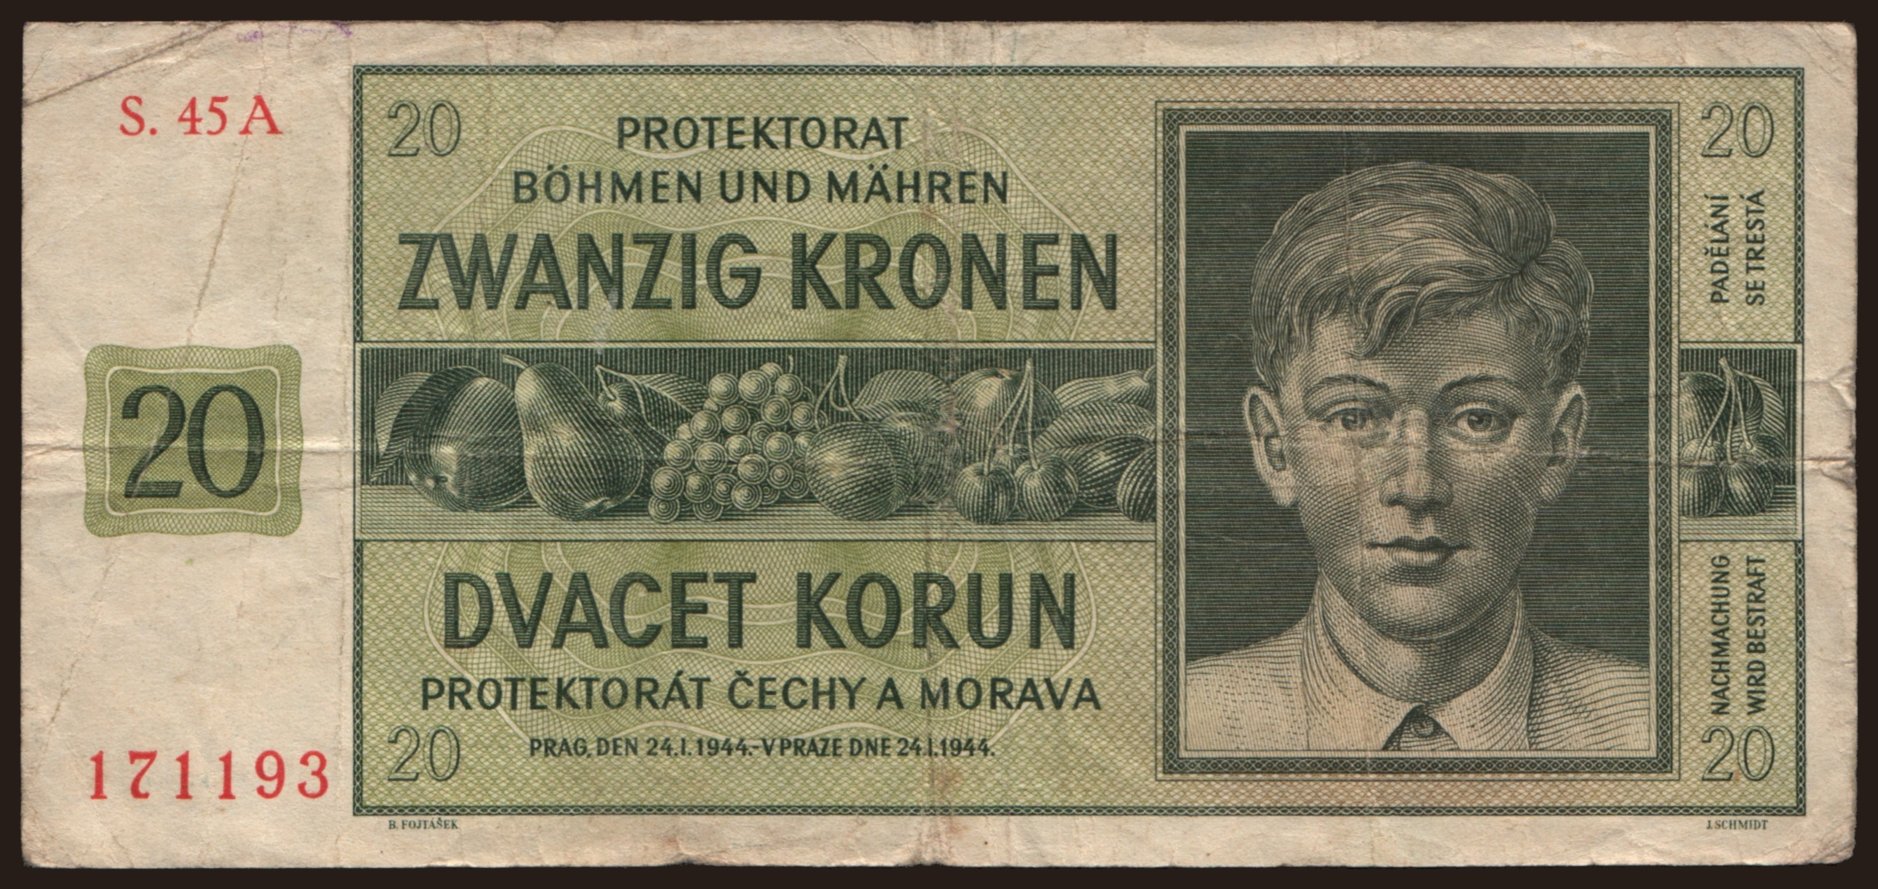 S. 45 A
20
20
PROTEKTORAT
BÖHMEN UND MÄHREN
ZWANZIG KRONEN
PADĚLÁNÍ
SE TRESTÁ
20
DVACET KORUN
PROTEKTORÁT ČECHY A MORAVA
PRAG, DEN 24.I.1944.-V PRAZE DNE 24.I.1944.
NACHMACHUNG
WIRD BESTRAFT
171193
20
20
B. FOJTÁŠEK
J. SCHMIDT